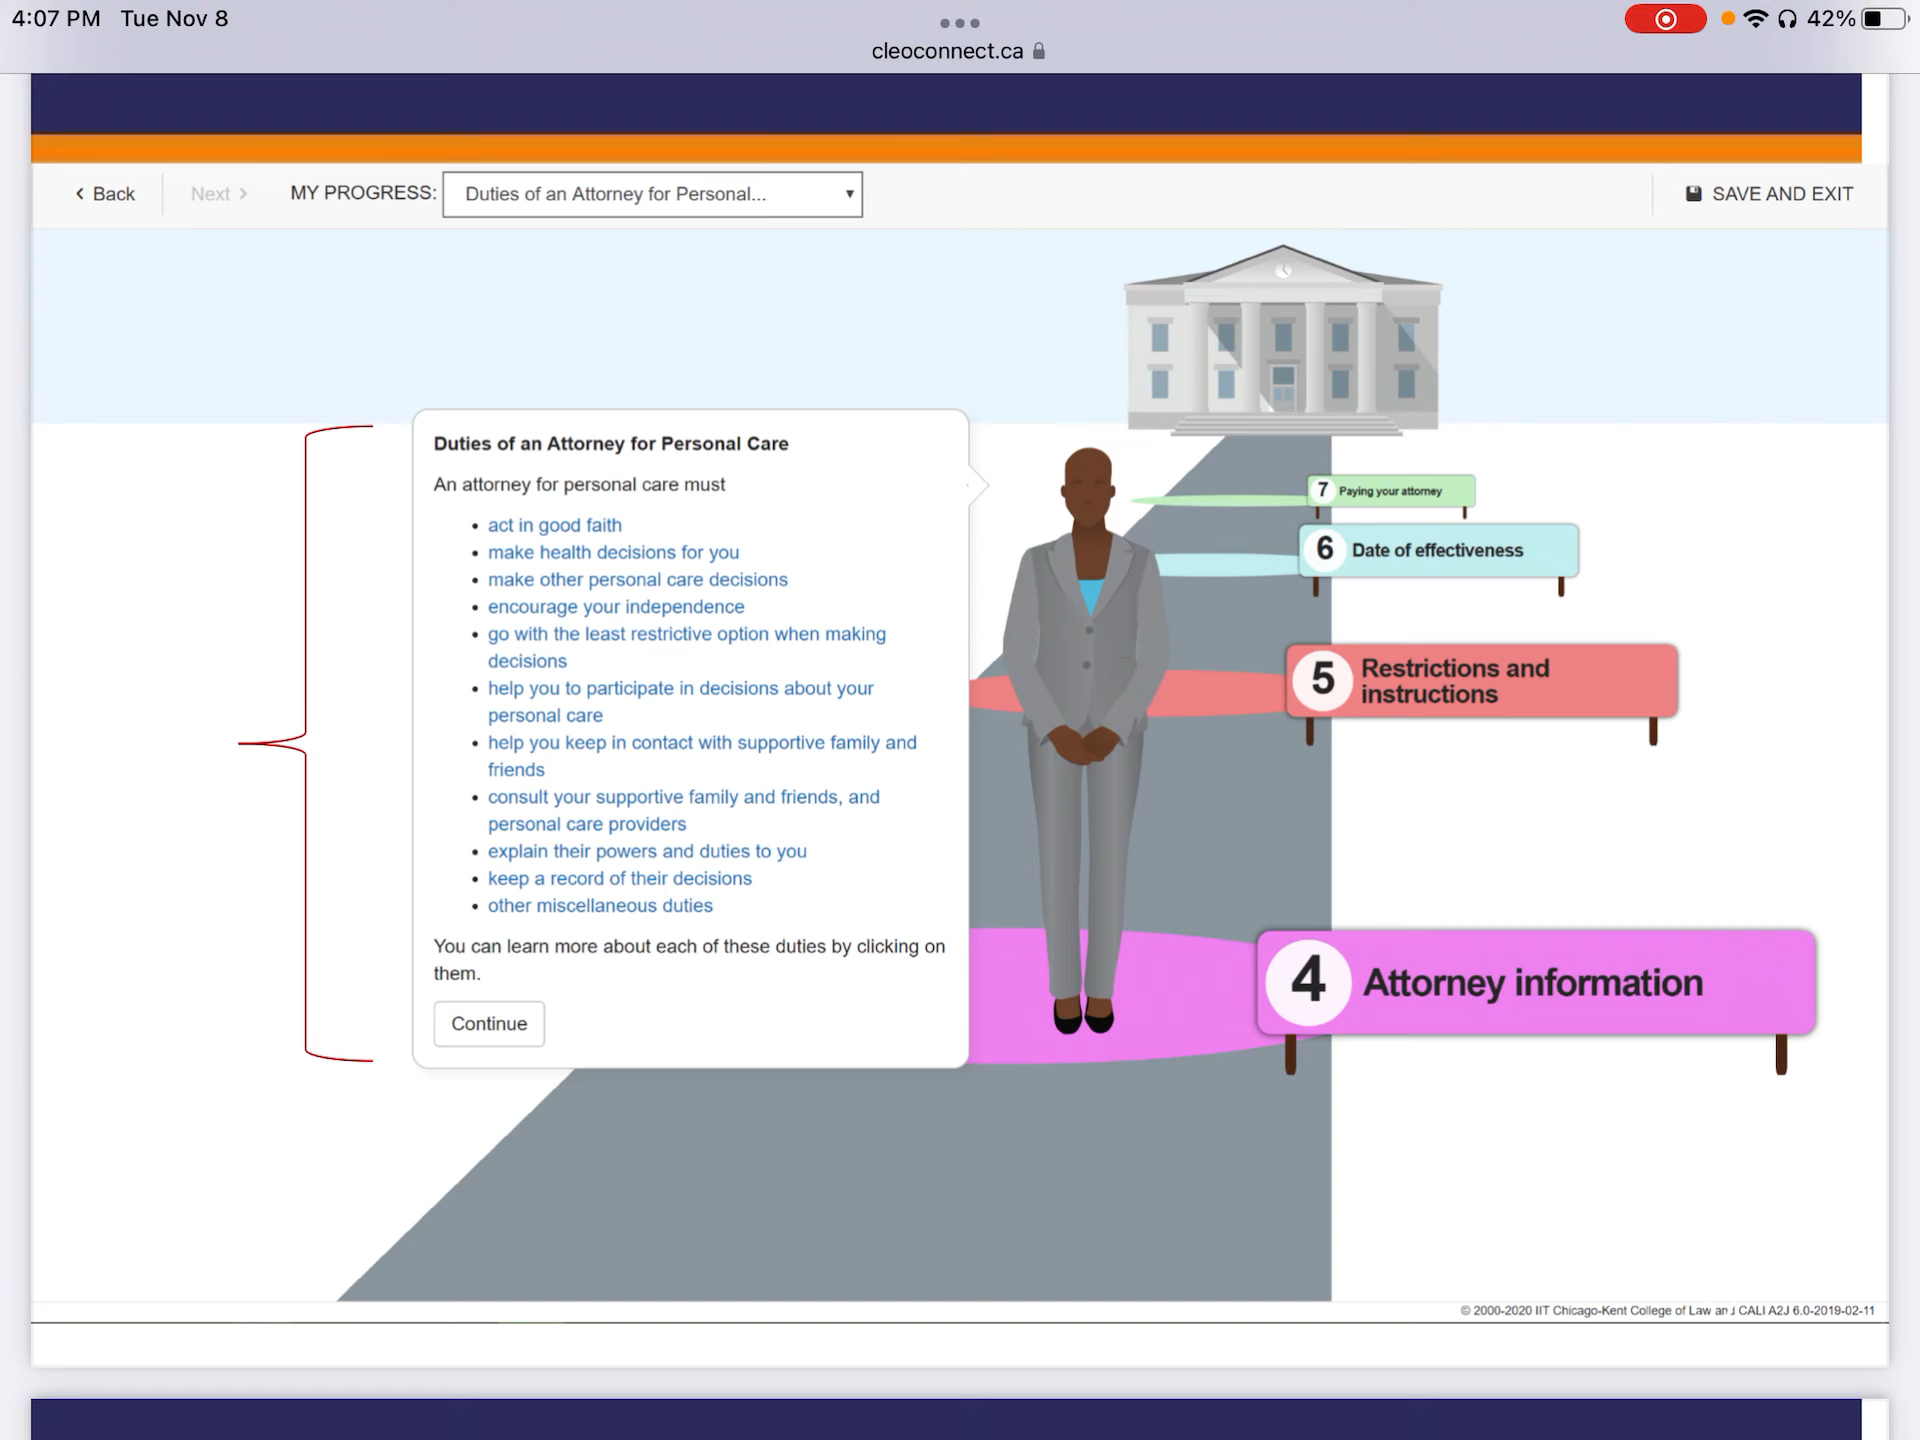 4:07 PM Tue Nov 8
42%
cleoconnect.ca
Back
Next
MY PROGRESS:
Duties of an Attorney for Personal...
SAVE AND EXIT
Duties of an Attorney for Personal Care
An attorney for personal care must
• act in good faith
• make health decisions for you
• make other personal care decisions
• encourage your independence
• go with the least restrictive option when making
decisions
• help you to participate in decisions about your
personal care
• help you keep in contact with supportive family and
friends
• consult your supportive family and friends, and
personal care providers
• explain their powers and duties to you
• keep a record of their decisions
• other miscellaneous duties
You can learn more about each of these duties by clicking on
them.
Continue
7 Paying your attorney
6 Date of effectiveness
5 Restrictions and
instructions
4 Attorney information
© 2000-2020 IIT Chicago-Kent College of Law and CALI A2J 6.0-2019-02-11